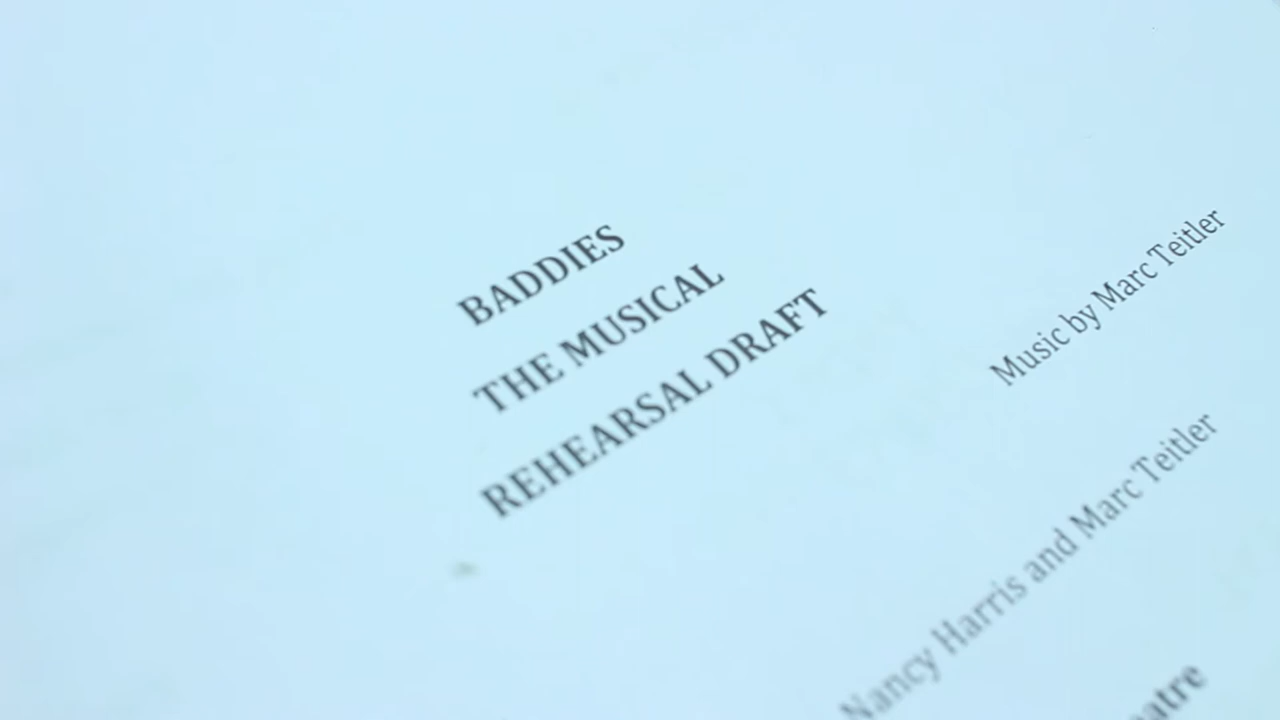 BADDIES
THE MUSICAL
REHEARSAL DRAFT
Music by Marc Teitler
Nancy Harris and Marc Teitler